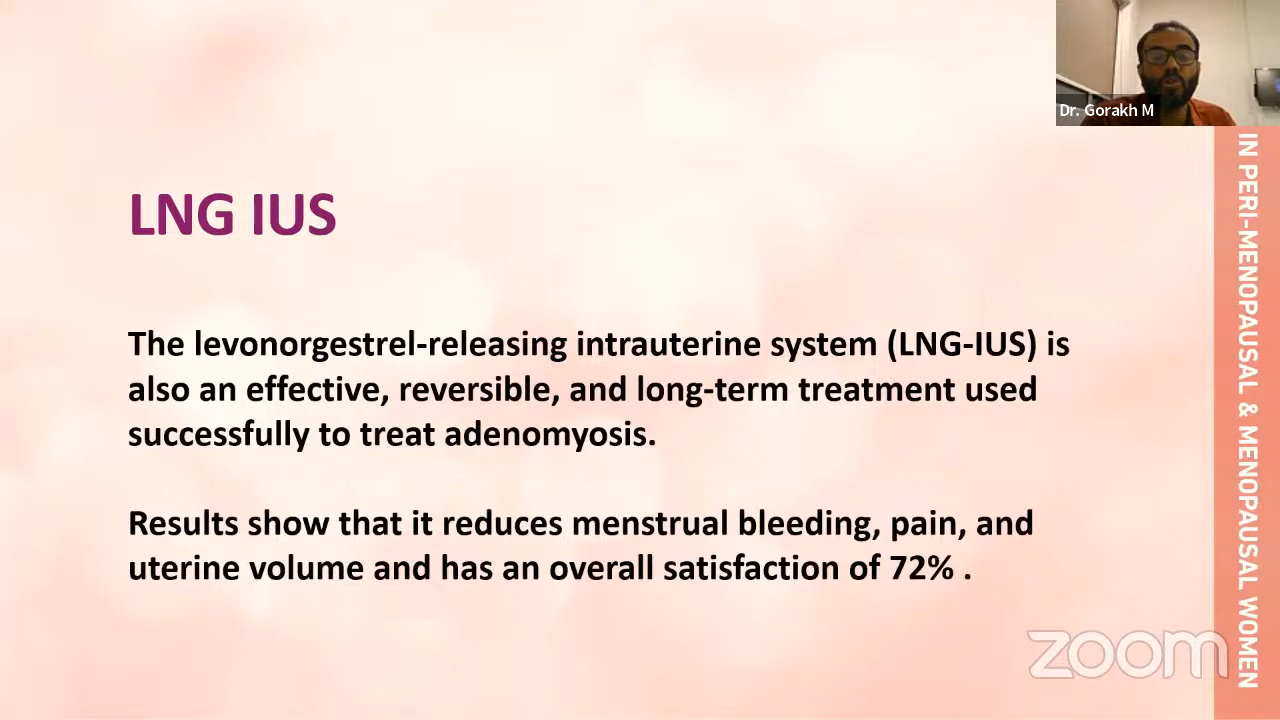 Dr. Gorakh M
LNG IUS
The levonorgestrel-releasing intrauterine system (LNG-IUS) is
also an effective, reversible, and long-term treatment used
successfully to treat adenomyosis.
Results show that it reduces menstrual bleeding, pain, and
uterine volume and has an overall satisfaction of 72% .
IN PERI-MENOPAUSAL & MENOPAUSAL WOMEN
zoom